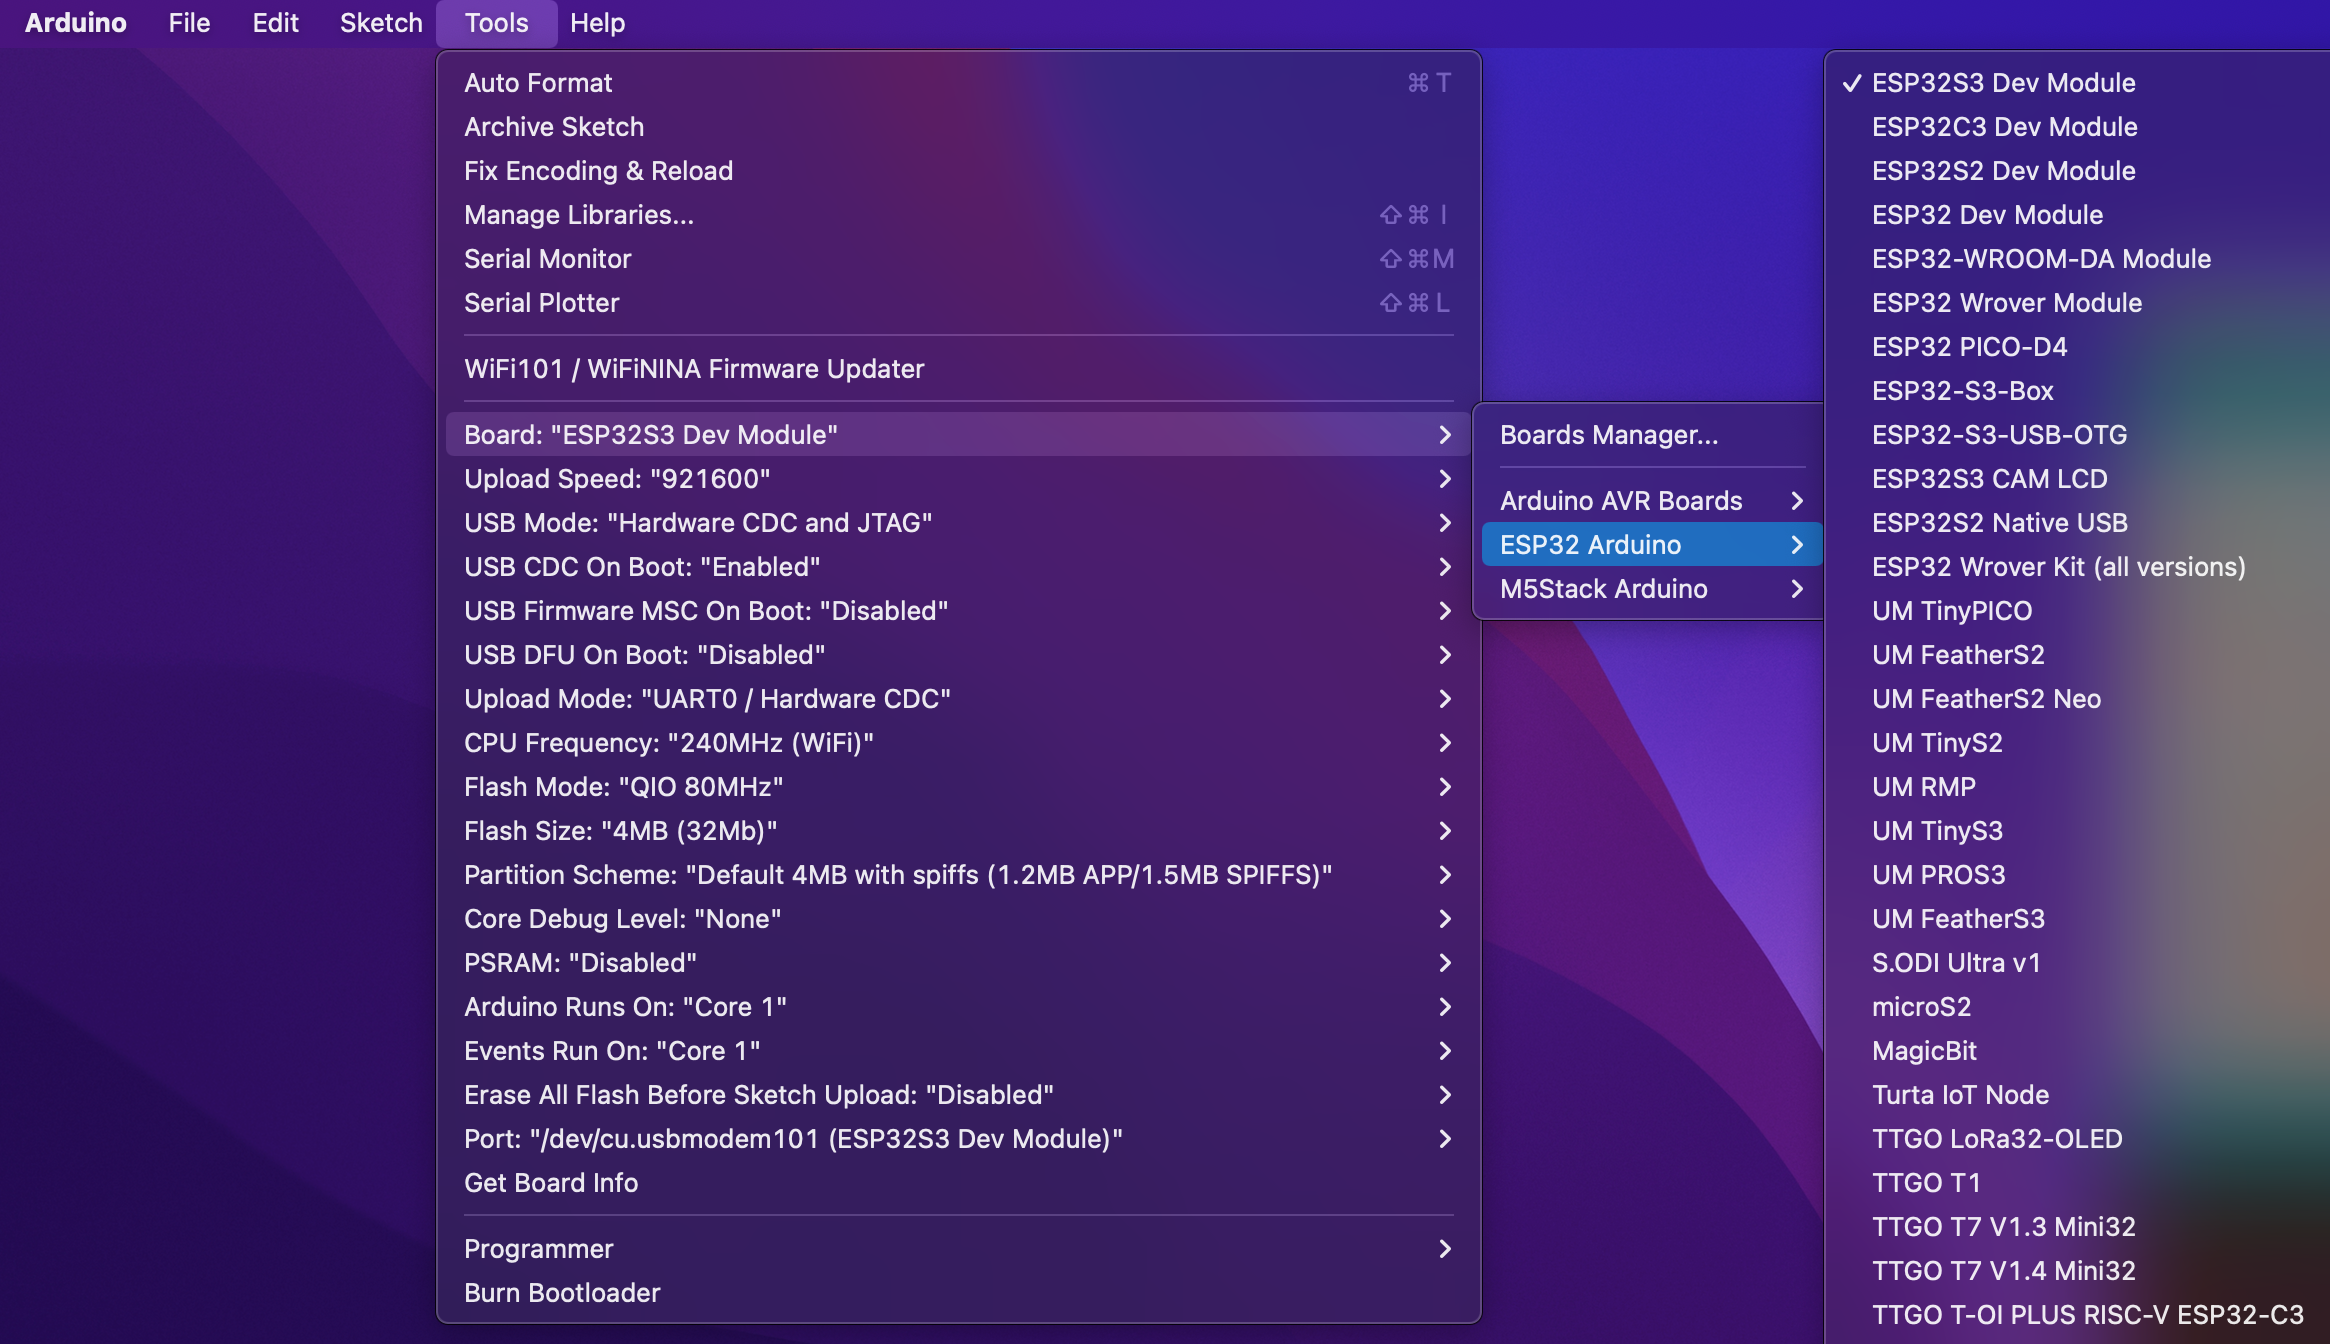 Arduino File Edit Sketch Tools Help
Auto Format ⌘T
Archive Sketch
Fix Encoding & Reload
Manage Libraries... ⇧⌘I
Serial Monitor ⇧⌘M
Serial Plotter ⇧⌘L
WiFi101 / WiFiNINA Firmware Updater
Board: "ESP32S3 Dev Module"
Upload Speed: "921600"
USB Mode: "Hardware CDC and JTAG"
USB CDC On Boot: "Enabled"
USB Firmware MSC On Boot: "Disabled"
USB DFU On Boot: "Disabled"
Upload Mode: "UART0 / Hardware CDC"
CPU Frequency: "240MHz (WiFi)"
Flash Mode: "QIO 80MHz"
Flash Size: "4MB (32Mb)"
Partition Scheme: "Default 4MB with spiffs (1.2MB APP/1.5MB SPIFFS)"
Core Debug Level: "None"
PSRAM: "Disabled"
Arduino Runs On: "Core 1"
Events Run On: "Core 1"
Erase All Flash Before Sketch Upload: "Disabled"
Port: "/dev/cu.usbmodem101 (ESP32S3 Dev Module)"
Get Board Info
Programmer
Burn Bootloader
Boards Manager...
Arduino AVR Boards
ESP32 Arduino
M5Stack Arduino
✓ ESP32S3 Dev Module
ESP32C3 Dev Module
ESP32S2 Dev Module
ESP32 Dev Module
ESP32-WROOM-DA Module
ESP32 Wrover Module
ESP32 PICO-D4
ESP32-S3-Box
ESP32-S3-USB-OTG
ESP32S3 CAM LCD
ESP32S2 Native USB
ESP32 Wrover Kit (all versions)
UM TinyPICO
UM FeatherS2
UM FeatherS2 Neo
UM TinyS2
UM RMP
UM TinyS3
UM PROS3
UM FeatherS3
S.ODI Ultra v1
microS2
MagicBit
Turta IoT Node
TTGO LoRa32-OLED
TTGO T1
TTGO T7 V1.3 Mini32
TTGO T7 V1.4 Mini32
TTGO T-OI PLUS RISC-V ESP32-C3